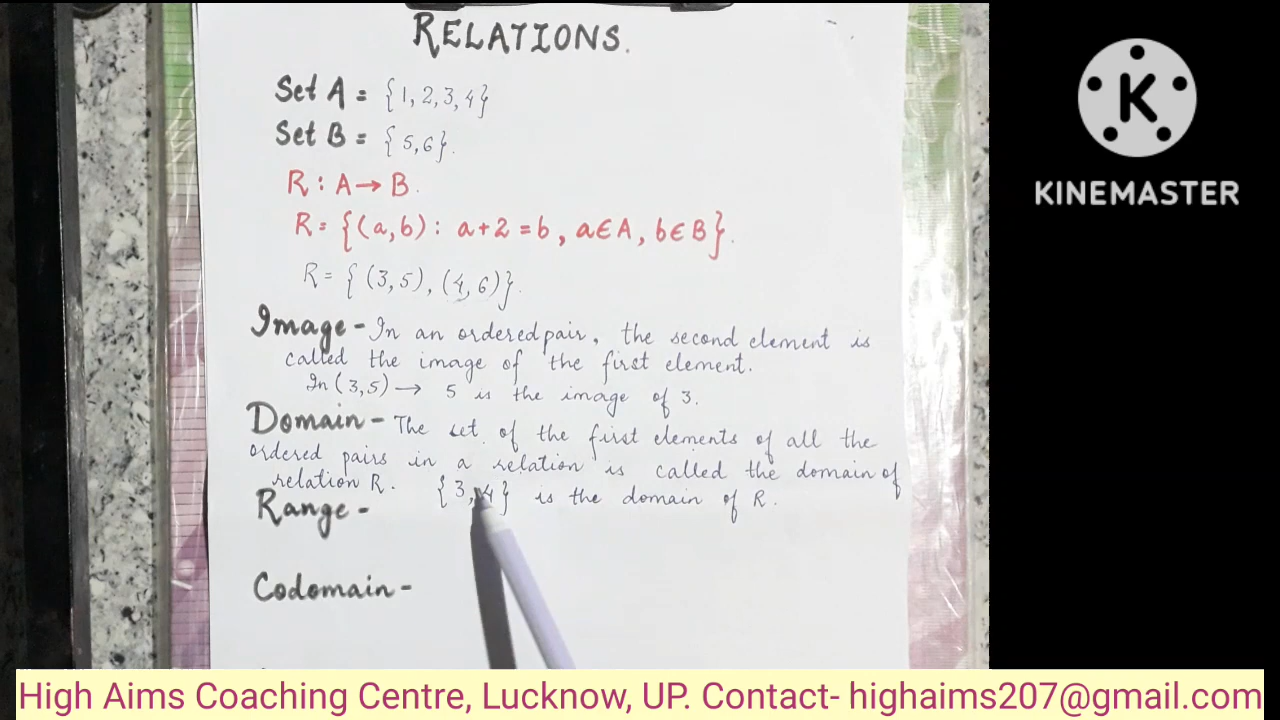 RELATIONS.
Set A = {1, 2, 3, 4}
Set B = {5, 6}.
R : A → B.
R = {(a, b) : a + 2 = b, a ∈ A, b ∈ B}.
R = {(3, 5), (4, 6)}.
Image - In an ordered pair, the second element is
called the image of the first element.
In (3, 5) → 5 is the image of 3.
Domain - The set of the first elements of all the
ordered pairs in a relation is called the domain of
relation R. {3, 4} is the domain of R.
Range -
Codomain -
K
KINEMASTER
High Aims Coaching Centre, Lucknow, UP. Contact- highaims207@gmail.com